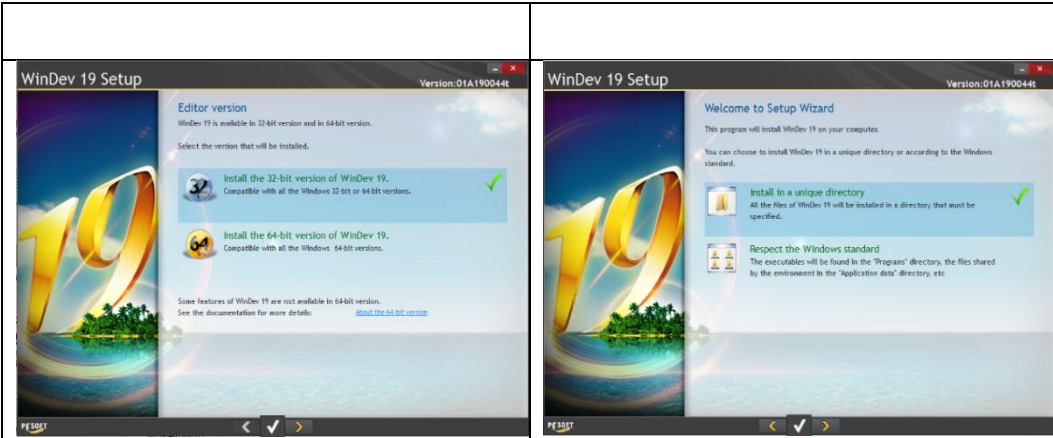 WinDev 19 Setup
Version:01A190044t
Editor version
WinDev 19 is available in 32-bit version and in 64-bit version.
Select the version that will be installed.
32
Install the 32-bit version of WinDev 19.
Compatible with all the Windows 32-bit or 64-bit versions.
64
Install the 64-bit version of WinDev 19.
Compatible with all the Windows 64-bit versions.
Some features of WinDev 19 are not available in 64-bit version.
See the documentation for more details: About the 64-bit version
19
PC SOFT
WinDev 19 Setup
Version:01A190044t
Welcome to Setup Wizard
This program will install WinDev 19 on your computer.
You can choose to install WinDev 19 in a unique directory or according to the Windows
standard.
Install in a unique directory
All the files of WinDev 19 will be installed in a directory that must be
specified.
Respect the Windows standard
The executables will be found in the "Programs" directory, the files shared
by the environment in the "Application data" directory, etc
19
PC SOFT